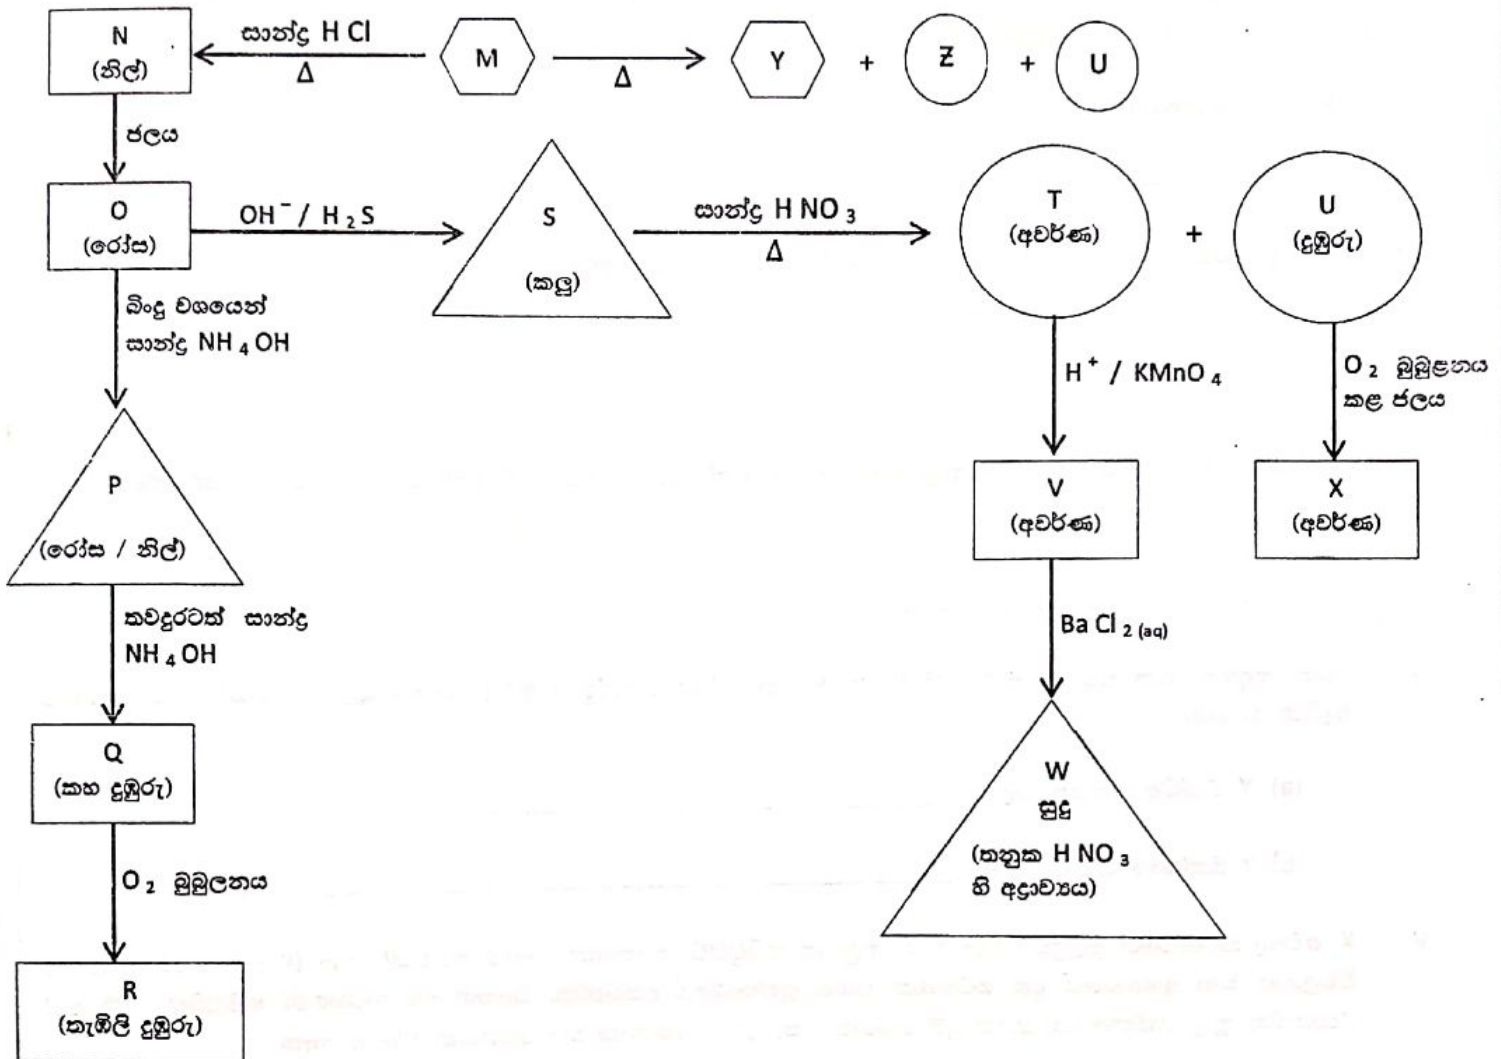 N
(නිල්)
සාන්ද්‍ර H Cl
Δ
M
Δ
Y
+
Z
+
U
ජලය
O
(රෝස)
OH⁻ / H₂S
S
(කලු)
සාන්ද්‍ර H NO₃
Δ
T
(අවර්ණ)
+
U
(දුඹුරු)
බිංදු වශයෙන්
සාන්ද්‍ර NH₄OH
H⁺ / KMnO₄
O₂ බුබුළනය
කළ ජලය
P
(රෝස / නිල්)
V
(අවර්ණ)
X
(අවර්ණ)
තවදුරටත් සාන්ද්‍ර
NH₄OH
Ba Cl₂ (aq)
Q
(කහ දුඹුරු)
W
සුදු
(තනුක H NO₃
හි අද්‍රාව්‍යය)
O₂ බුබුලනය
R
(තැඹිලි දුඹුරු)